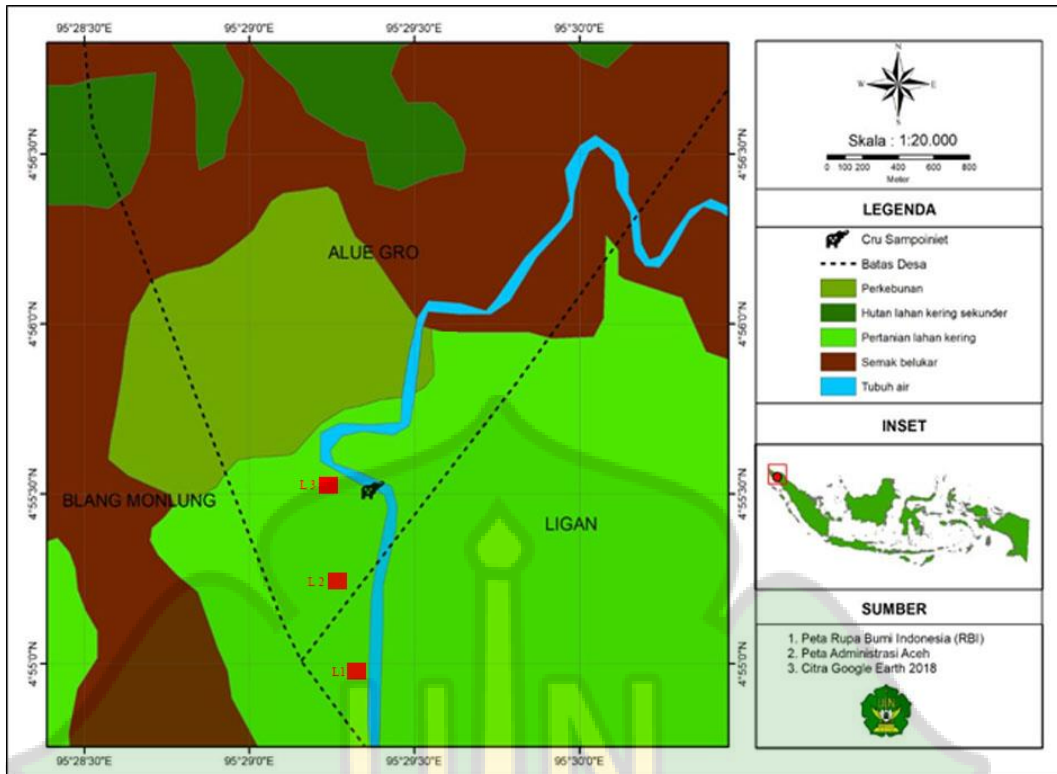 95°28'30"E 95°29'0"E 95°29'30"E 95°30'0"E
4°56'30"N
4°56'0"N
4°55'30"N
4°55'0"N
ALUE GRO
BLANG MONLUNG
LIGAN
L3
L 2
L1
4°56'30"N
4°56'0"N
4°55'30"N
4°55'0"N
95°28'30"E 95°29'0"E 95°29'30"E 95°30'0"E
N
W E
S
Skala : 1:20.000
0 100 200 400 600 800
Meter
LEGENDA
Cru Sampoiniet
Batas Desa
Perkebunan
Hutan lahan kering sekunder
Pertanian lahan kering
Semak belukar
Tubuh air
INSET
SUMBER
1. Peta Rupa Bumi Indonesia (RBI)
2. Peta Administrasi Aceh
3. Citra Google Earth 2018
UIN
UIN